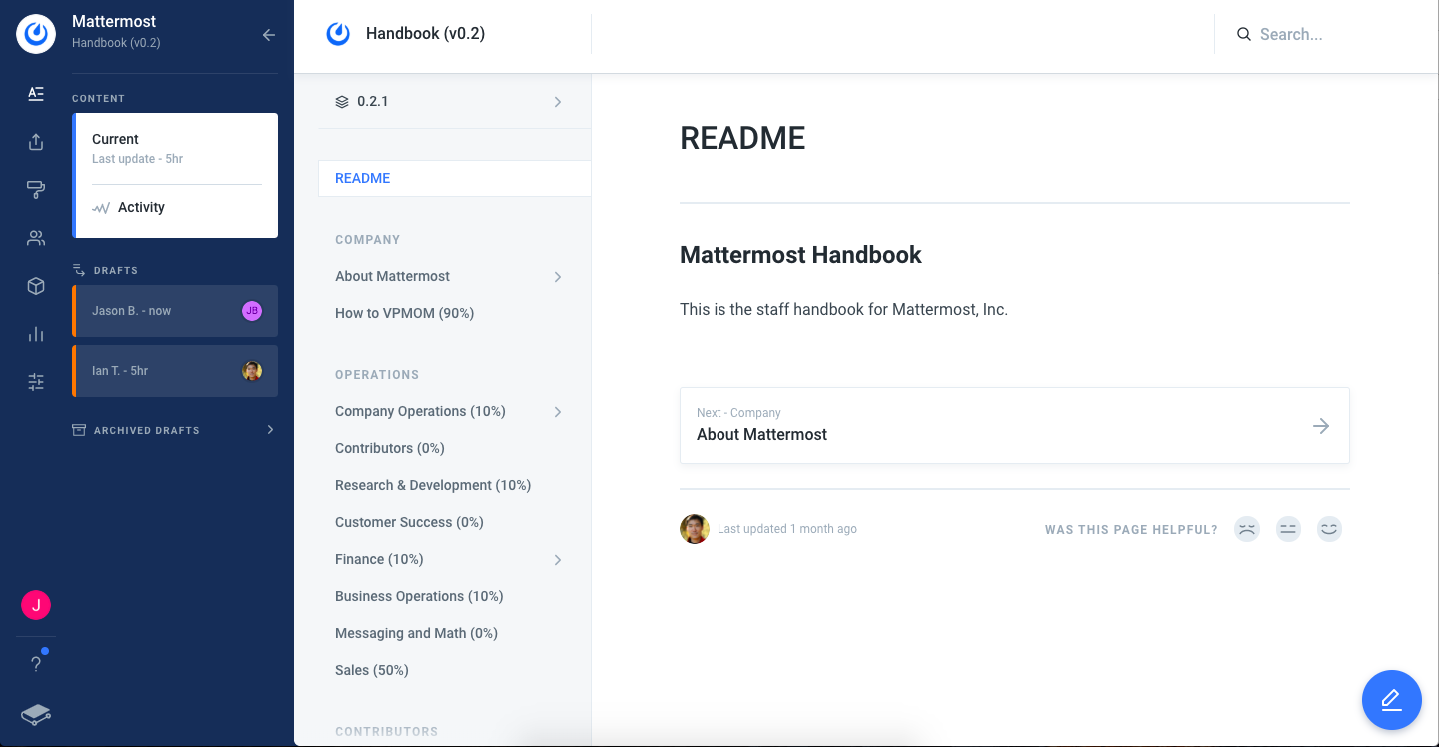 Mattermost
Handbook (v0.2)
CONTENT
Current
Last update - 5hr
Activity
DRAFTS
Jason B. - now
JB
Ian T. - 5hr
ARCHIVED DRAFTS
J
?
Handbook (v0.2)
Search...
0.2.1
README
COMPANY
About Mattermost
How to VPMOM (90%)
OPERATIONS
Company Operations (10%)
Contributors (0%)
Research & Development (10%)
Customer Success (0%)
Finance (10%)
Business Operations (10%)
Messaging and Math (0%)
Sales (50%)
CONTRIBUTORS
README
Mattermost Handbook
This is the staff handbook for Mattermost, Inc.
Next - Company
About Mattermost
Last updated 1 month ago
WAS THIS PAGE HELPFUL?